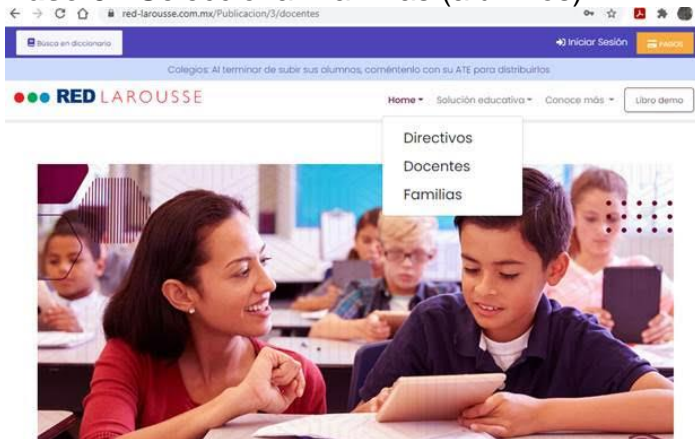 red-larousse.com.mx/Publicacion/3/docentes
Busca en diccionario
Iniciar Sesión
PAGOS
Colegios: Al terminar de subir sus alumnos, coméntenlo con su ATE para distribuirlos
RED LAROUSSE
Home
Solución educativa
Conoce más
Libro demo
Directivos
Docentes
Familias